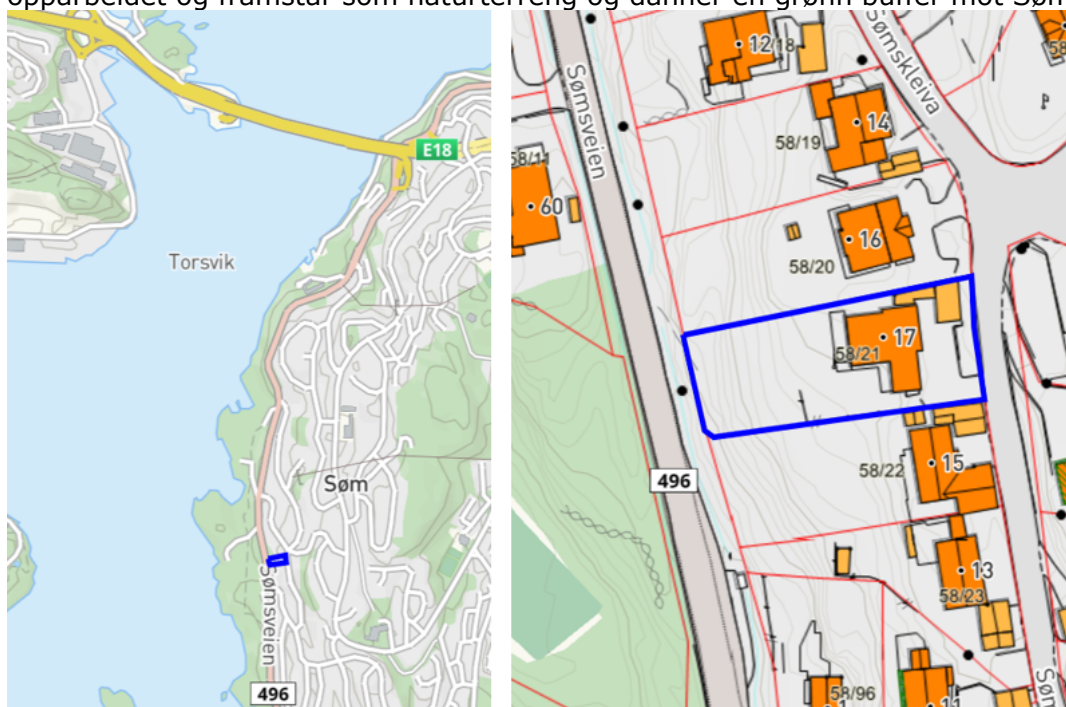 opparbeidet og framstår som naturterreng og danner en grønn buffer mot Søm
E18
Torsvik
Søm
Sømsveien
496
Sømsveien
Sømskleiva
12
/18
14
58/19
58/11
60
16
58/20
17
58/21
15
58/22
496
13
58/23
58/96
11
Søm
58